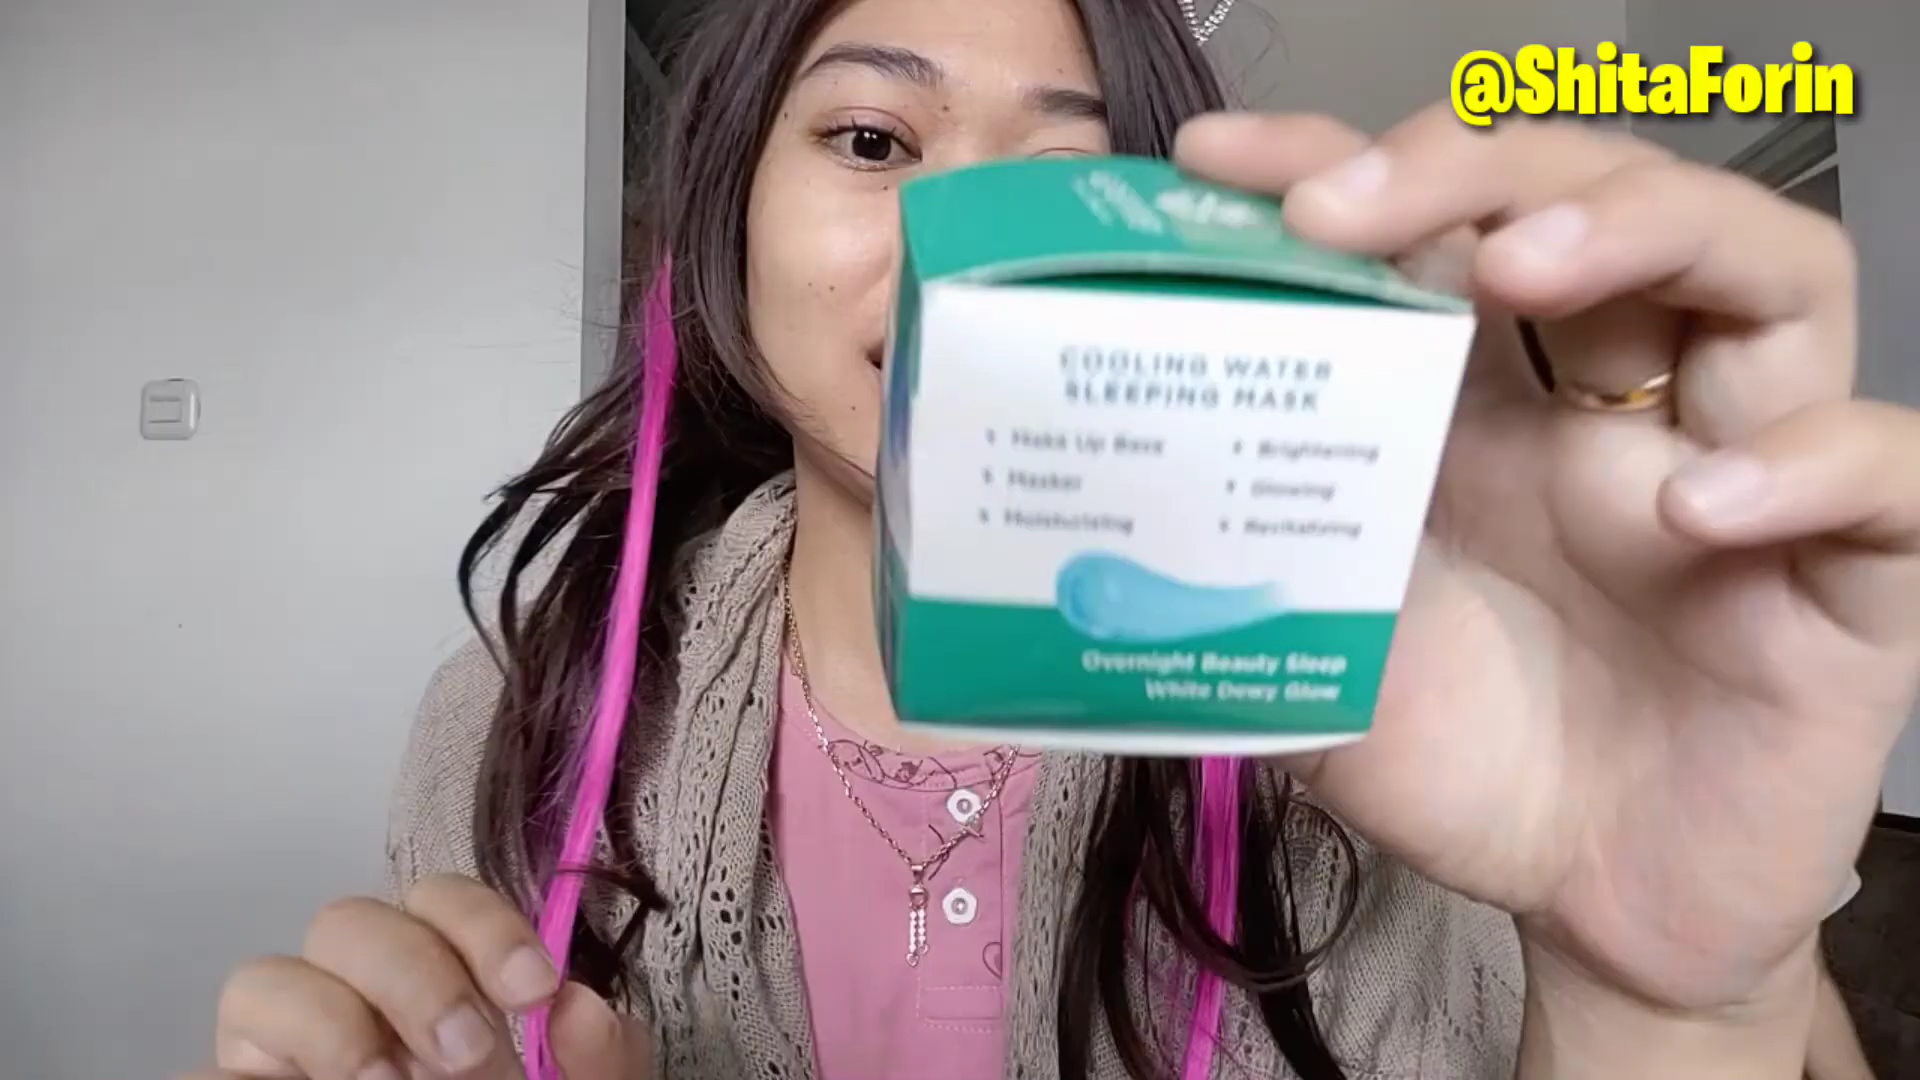 @ShitaForin
COOLING WATER
SLEEPING MASK
Make Up Base
Masker
Moisturizing
Brightening
Glowing
Revitalizing
Overnight Beauty Sleep
White Dewy Glow